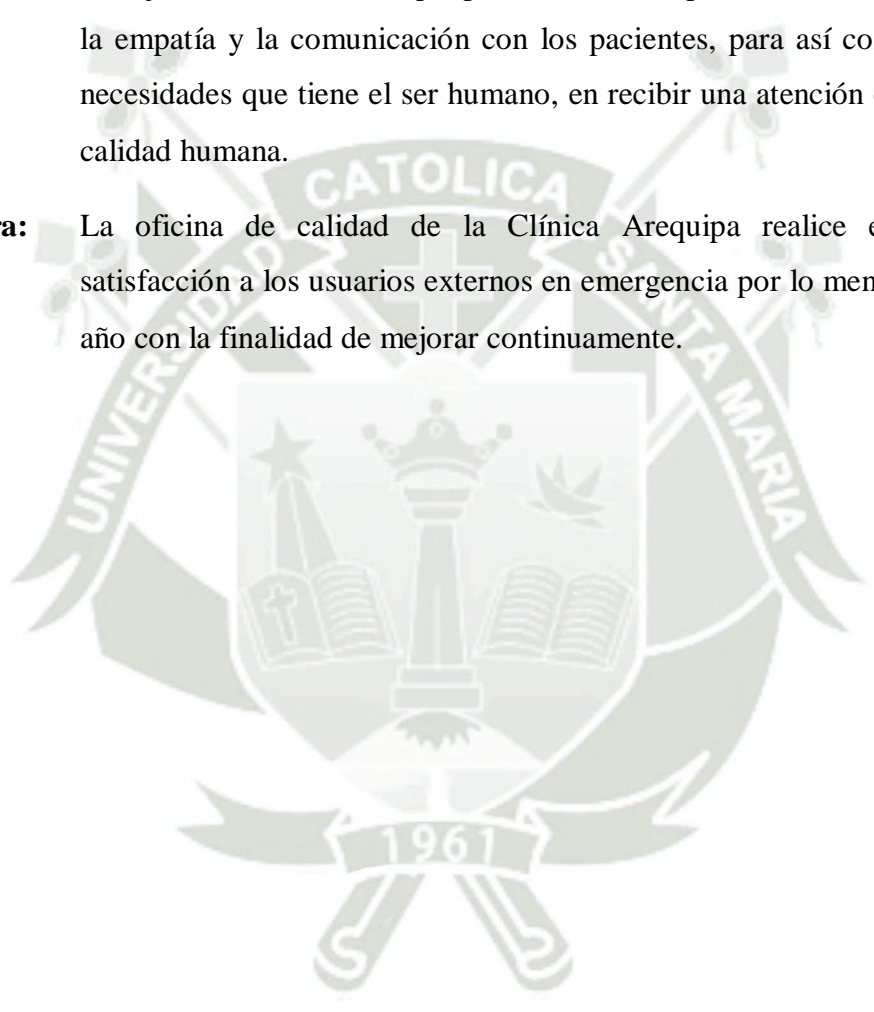 la empatía y la comunicación con los pacientes, para así co
necesidades que tiene el ser humano, en recibir una atención
calidad humana.
ra: La oficina de calidad de la Clínica Arequipa realice e
satisfacción a los usuarios externos en emergencia por lo men
año con la finalidad de mejorar continuamente.
UNIVERSIDAD CATOLICA SANTA MARIA
1961